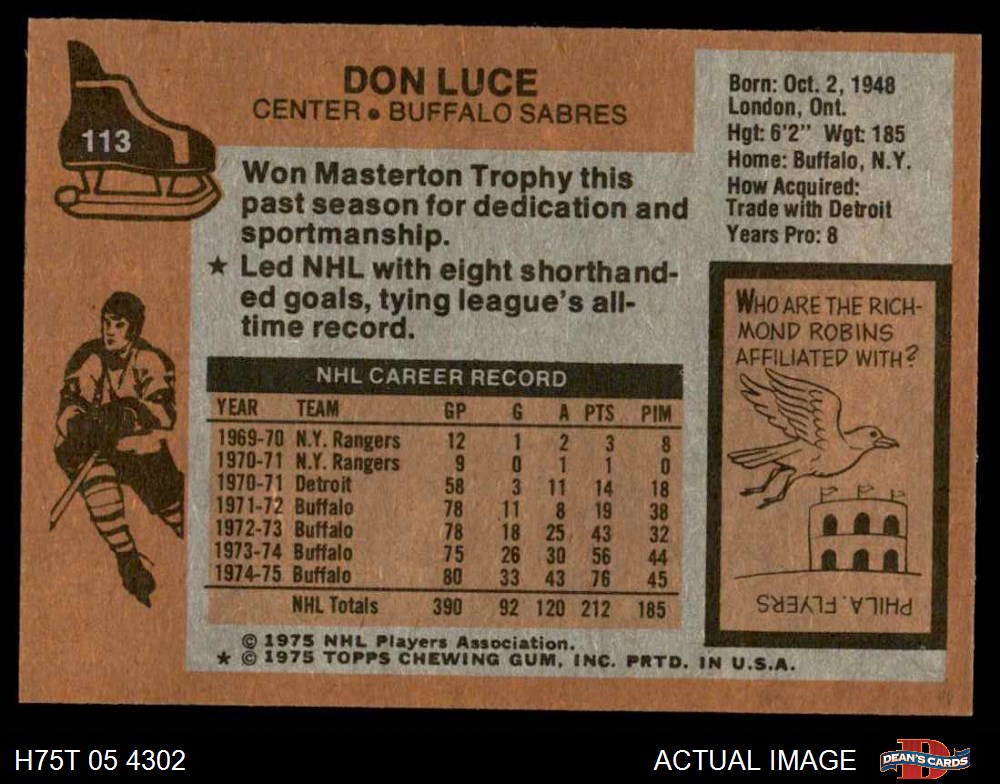 113
DON LUCE
CENTER • BUFFALO SABRES
Born: Oct. 2, 1948
London, Ont.
Hgt: 6'2" Wgt: 185
Home: Buffalo, N.Y.
How Acquired:
Trade with Detroit
Years Pro: 8
Won Masterton Trophy this
past season for dedication and
sportmanship.
★ Led NHL with eight shorthand-
ed goals, tying league's all-
time record.
WHO ARE THE RICH-
MOND ROBINS
AFFILIATED WITH?
PHILA. FLYERS
NHL CAREER RECORD
YEAR TEAM GP G A PTS PIM
1969-70 N.Y. Rangers 12 1 2 3 8
1970-71 N.Y. Rangers 9 0 1 1 0
1970-71 Detroit 58 3 11 14 18
1971-72 Buffalo 78 11 8 19 38
1972-73 Buffalo 78 18 25 43 32
1973-74 Buffalo 75 26 30 56 44
1974-75 Buffalo 80 33 43 76 45
NHL Totals 390 92 120 212 185
© 1975 NHL Players Association.
★ © 1975 TOPPS CHEWING GUM, INC. PRTD. IN U.S.A.
H75T 05 4302
ACTUAL IMAGE
D
DEAN'S CARDS